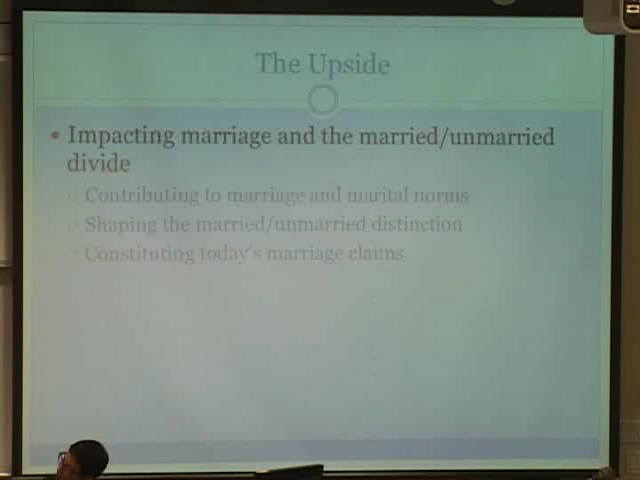 The Upside
• Impacting marriage and the married/unmarried
divide
○ Contributing to marriage and marital norms
○ Shaping the married/unmarried distinction
○ Constituting today's marriage claims